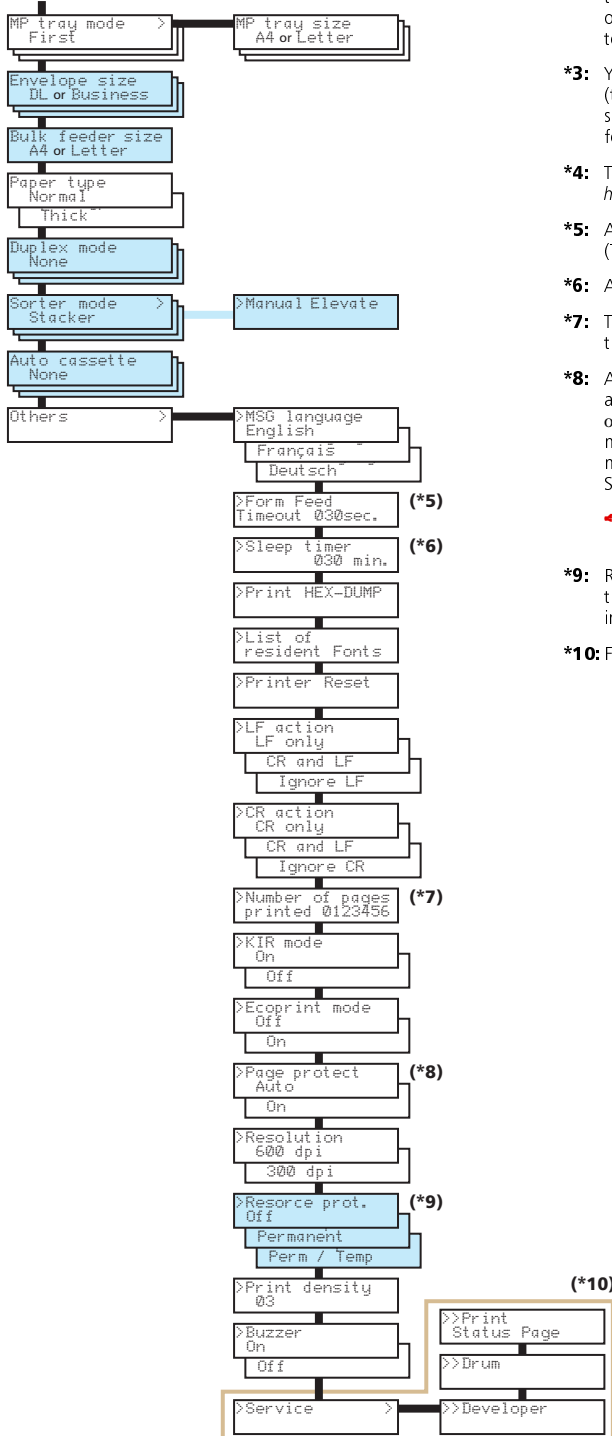 MP tray mode >
First
MP tray size
A4 or Letter
Envelope size
DL or Business
Bulk feeder size
A4 or Letter
Paper type
Normal
Thick
Duplex mode
None
Sorter mode >
Stacker
>Manual Elevate
Auto cassette
None
Others >
>MSG language
English
Français
Deutsch
>Form Feed
Timeout 030sec.
(*5)
>Sleep timer
030 min.
(*6)
>Print HEX-DUMP
>List of
resident Fonts
>Printer Reset
>LF action
LF only
CR and LF
Ignore LF
>CR action
CR only
CR and LF
Ignore CR
>Number of pages
printed 0123456
(*7)
>KIR mode
On
Off
>Ecoprint mode
Off
On
>Page protect
Auto
On
(*8)
>Resolution
600 dpi
300 dpi
>Resorce prot.
Off
Permanent
Perm / Temp
(*9)
>Print density
03
>Buzzer
On
Off
>Service >
(*10)
>>Print
Status Page
>>Drum
>>Developer
*3:
*4:
*5:
*6:
*7:
*8:
*9:
*10: